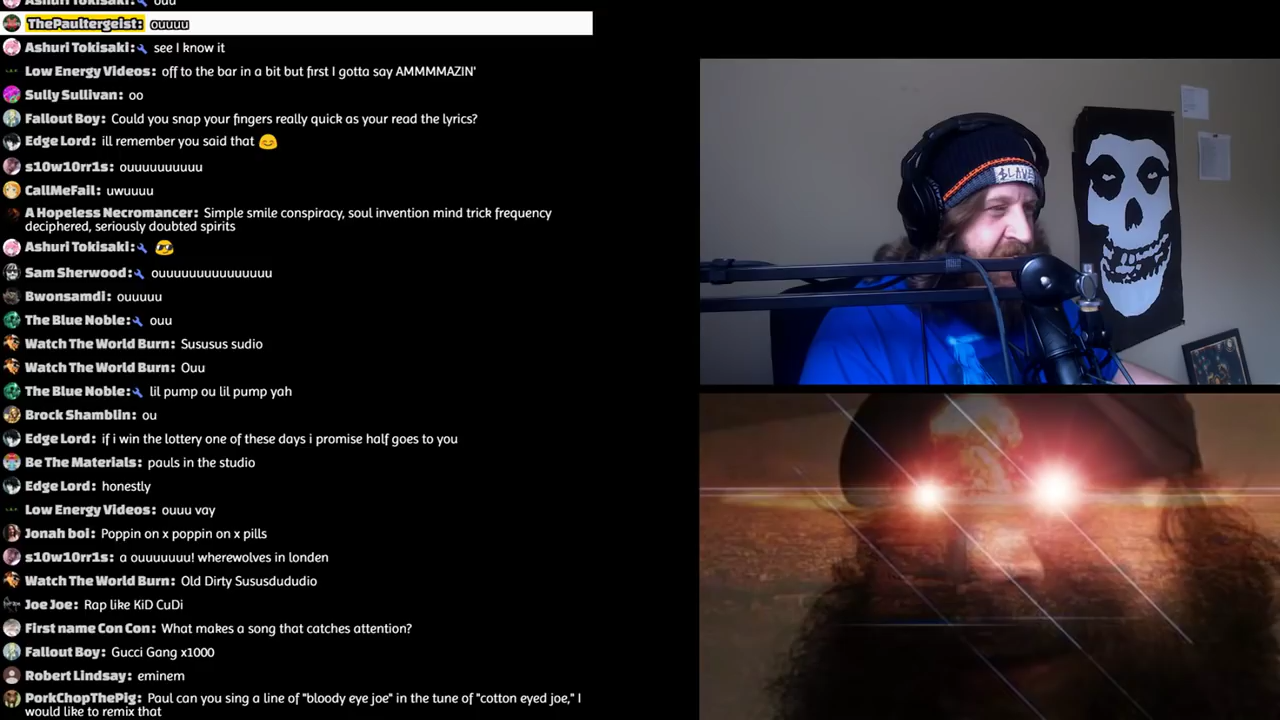 Ashuri Tokisaki: ouu
ThePaultergeist: ouuuu
Ashuri Tokisaki: see I know it
Low Energy Videos: off to the bar in a bit but first I gotta say AMMMMAZIN'
Sully Sullivan: oo
Fallout Boy: Could you snap your fingers really quick as your read the lyrics?
Edge Lord: ill remember you said that 😊
s10w10rr1s: ouuuuuuuuuu
CallMeFail: uwuuuu
A Hopeless Necromancer: Simple smile conspiracy, soul invention mind trick frequency
deciphered, seriously doubted spirits
Ashuri Tokisaki: 😎
Sam Sherwood: ouuuuuuuuuuuuuuuu
Bwonsamdi: ouuuuu
The Blue Noble: ouu
Watch The World Burn: Sususus sudio
Watch The World Burn: Ouu
The Blue Noble: lil pump ou lil pump yah
Brock Shamblin: ou
Edge Lord: if i win the lottery one of these days i promise half goes to you
Be The Materials: pauls in the studio
Edge Lord: honestly
Low Energy Videos: ouuu vay
Jonah boi: Poppin on x poppin on x pills
s10w10rr1s: a ouuuuuuu! wherewolves in londen
Watch The World Burn: Old Dirty Sususdududio
Joe Joe: Rap like KiD CuDi
First name Con Con: What makes a song that catches attention?
Fallout Boy: Gucci Gang x1000
Robert Lindsay: eminem
PorkChopThePig: Paul can you sing a line of "bloody eye joe" in the tune of "cotton eyed joe," I
would like to remix that
$LAVE